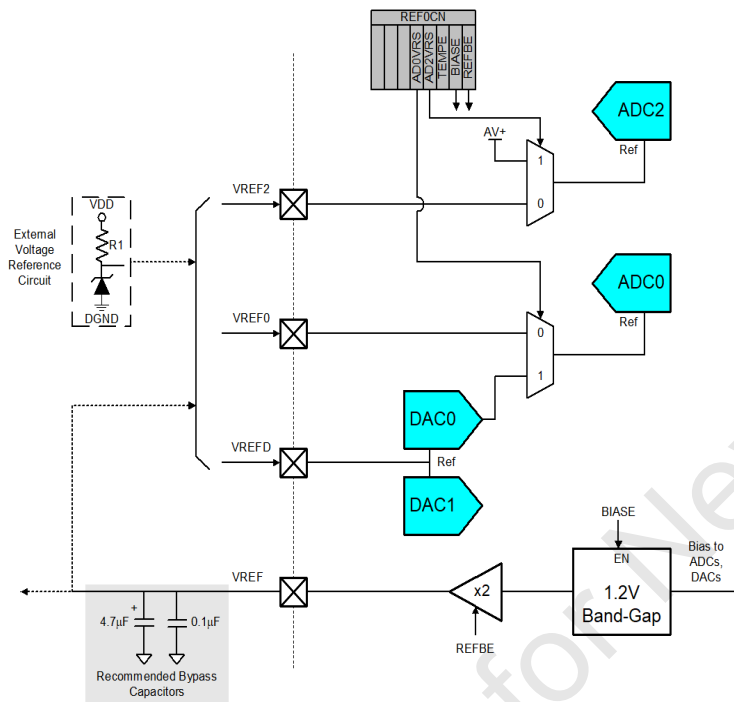 REF0CN
AD0VRS
AD2VRS
TEMPE
BIASE
REFBE
ADC2
AV+
Ref
1
VREF2
0
VDD
External
Voltage
Reference
Circuit
R1
ADC0
DGND
VREF0
0
Ref
1
DAC0
VREFD
Ref
DAC1
BIASE
Bias to
ADCs,
DACs
EN
VREF
x2
1.2V
Band-Gap
+
4.7µF
0.1µF
REFBE
Recommended Bypass
Capacitors
for Ne